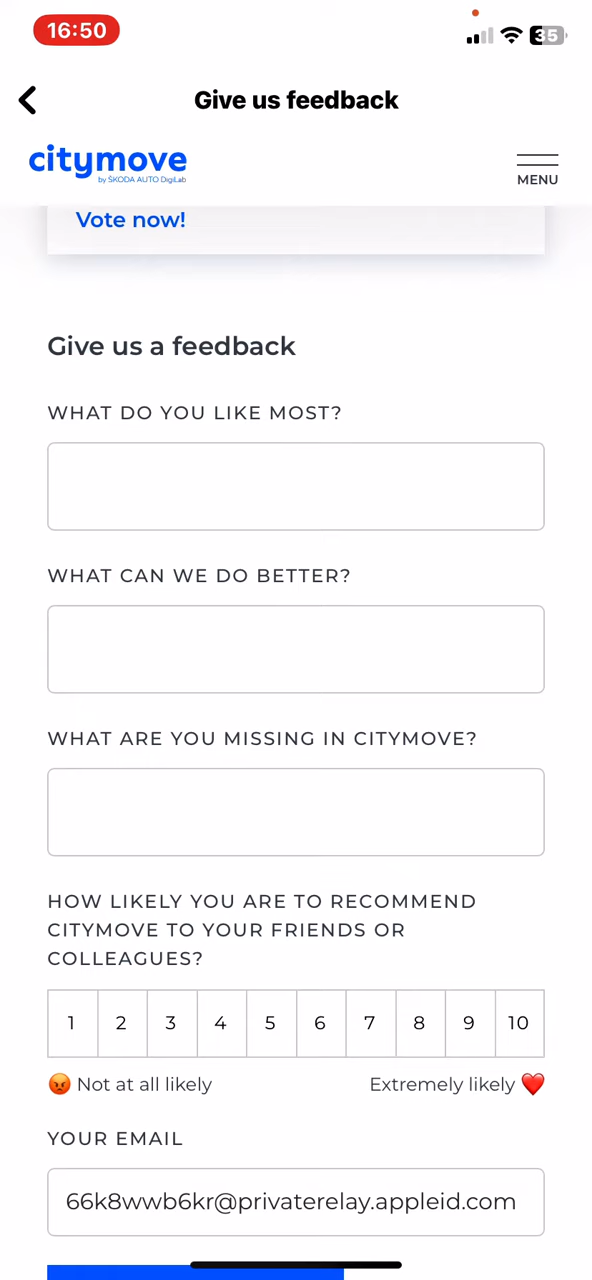 16:50
35
Give us feedback
citymove
by ŠKODA AUTO DigiLab
MENU
Vote now!
Give us a feedback
WHAT DO YOU LIKE MOST?
WHAT CAN WE DO BETTER?
WHAT ARE YOU MISSING IN CITYMOVE?
HOW LIKELY YOU ARE TO RECOMMEND
CITYMOVE TO YOUR FRIENDS OR
COLLEAGUES?
1 2 3 4 5 6 7 8 9 10
😡 Not at all likely Extremely likely ❤️
YOUR EMAIL
66k8wwb6kr@privaterelay.appleid.com